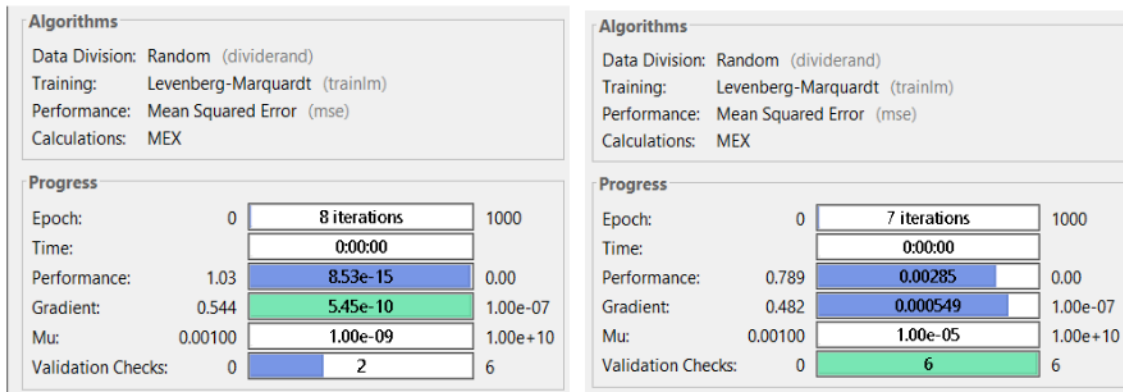 Algorithms
Data Division: Random (dividerand)
Training: Levenberg-Marquardt (trainlm)
Performance: Mean Squared Error (mse)
Calculations: MEX
Progress
Epoch: 0 8 iterations 1000
Time: 0:00:00
Performance: 1.03 8.53e-15 0.00
Gradient: 0.544 5.45e-10 1.00e-07
Mu: 0.00100 1.00e-09 1.00e+10
Validation Checks: 0 2 6
Algorithms
Data Division: Random (dividerand)
Training: Levenberg-Marquardt (trainlm)
Performance: Mean Squared Error (mse)
Calculations: MEX
Progress
Epoch: 0 7 iterations 1000
Time: 0:00:00
Performance: 0.789 0.00285 0.00
Gradient: 0.482 0.000549 1.00e-07
Mu: 0.00100 1.00e-05 1.00e+10
Validation Checks: 0 6 6